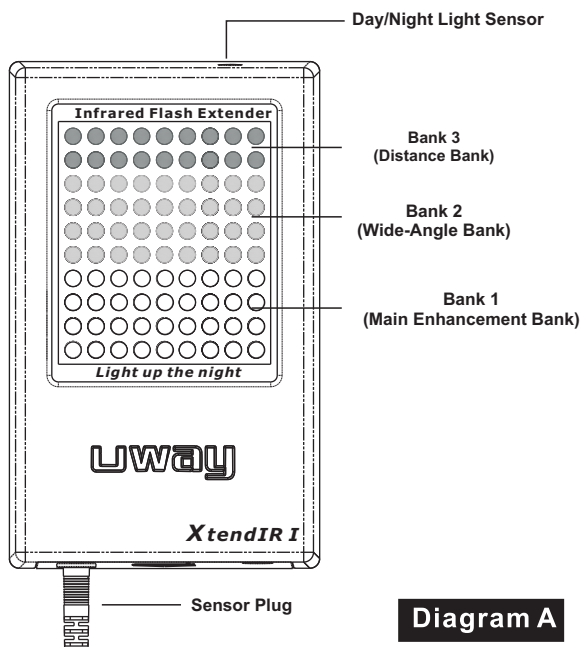 Day/Night Light Sensor
Infrared Flash Extender
Bank 3
(Distance Bank)
Bank 2
(Wide-Angle Bank)
Bank 1
(Main Enhancement Bank)
Light up the night
uway
XtendIR I
Sensor Plug
Diagram A